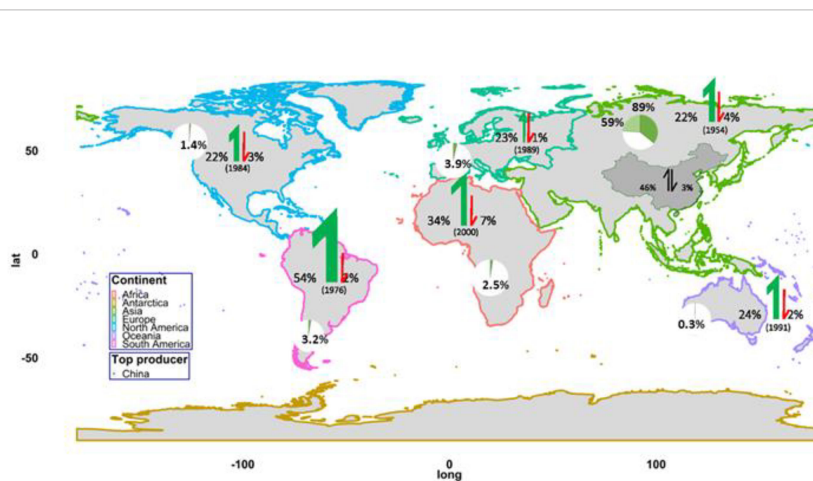 89%
59%
22%
4%
(1954)
1.4%
22%
3%
(1984)
23%
1%
(1989)
3.9%
46%
3%
34%
7%
(2000)
54%
2%
(1976)
2.5%
24%
2%
(1991)
0.3%
3.2%
50
0
-50
lat
Continent
Africa
Antarctica
Asia
Europe
North America
Oceania
South America
Top producer
China
-100
0
100
long